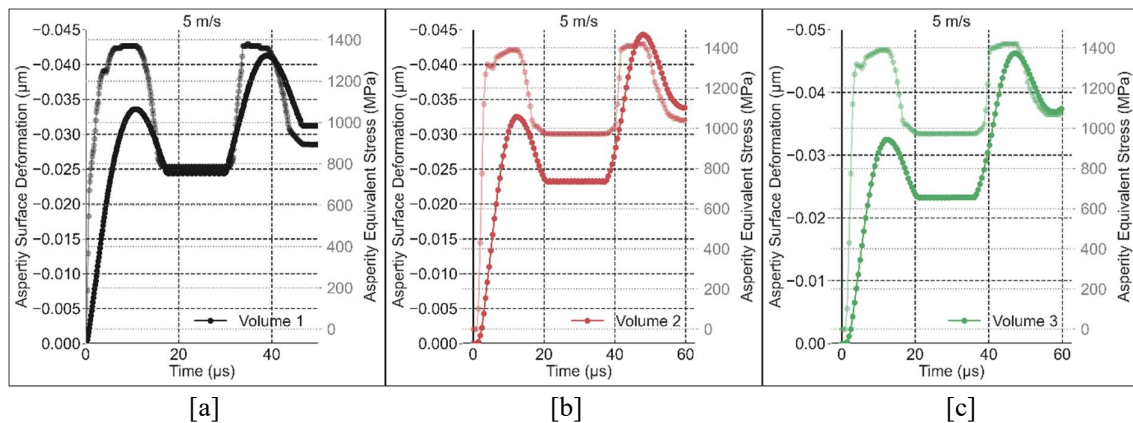 5 m/s
Aspertiy Surface Deformation (µm)
−0.045
−0.040
−0.035
−0.030
−0.025
−0.020
−0.015
−0.010
−0.005
0.000
1400
1200
1000
800
600
400
200
0
Asperity Equivalent Stress (MPa)
Volume 1
0 20 40
Time (µs)
[a]
5 m/s
Aspertiy Surface Deformation (µm)
−0.045
−0.040
−0.035
−0.030
−0.025
−0.020
−0.015
−0.010
−0.005
0.000
1400
1200
1000
800
600
400
200
0
Asperity Equivalent Stress (MPa)
Volume 2
0 20 40 60
Time (µs)
[b]
5 m/s
Aspertiy Surface Deformation (µm)
−0.05
−0.04
−0.03
−0.02
−0.01
0.00
1400
1200
1000
800
600
400
200
0
Asperity Equivalent Stress (MPa)
Volume 3
0 20 40 60
Time (µs)
[c]